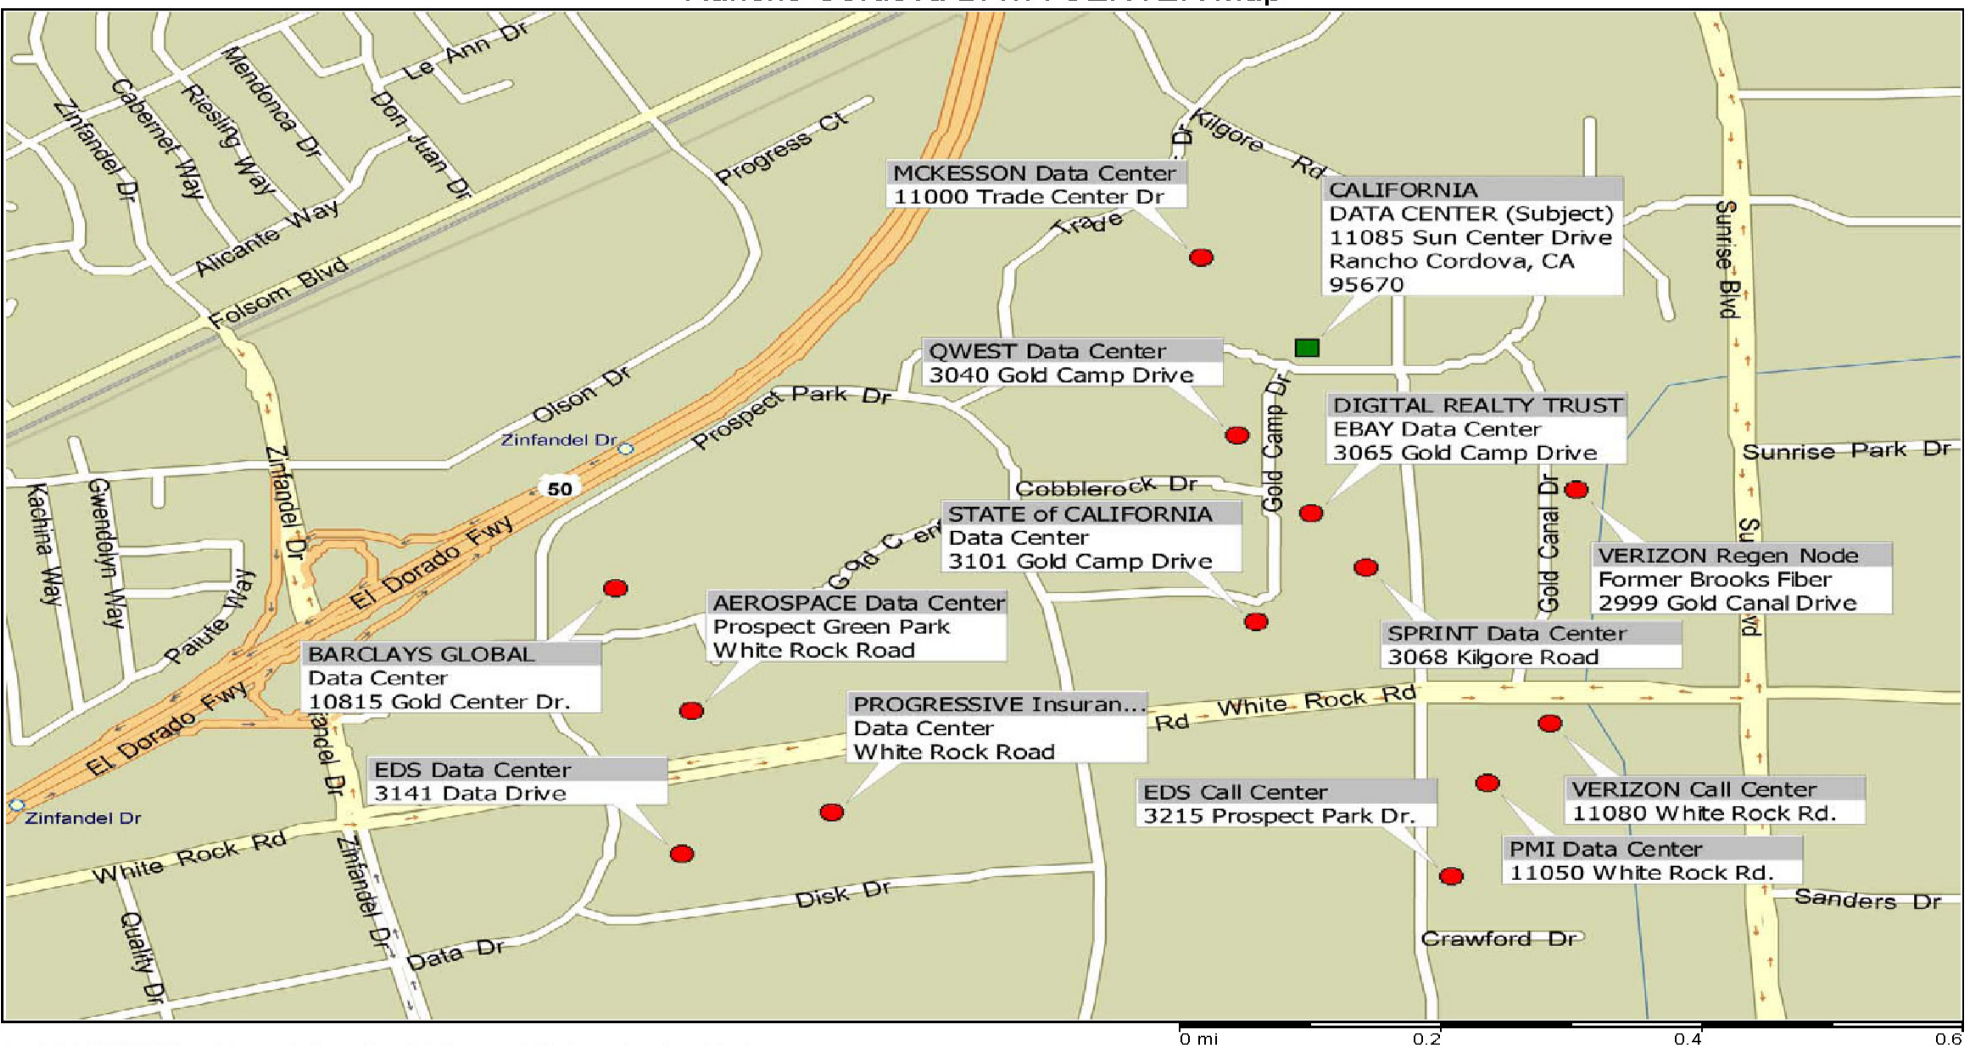 Le Ann Dr
Mendonca Dr
Riesling Way
Cabernet Way
Zinfandel Dr
Don Juan Dr
Alicante Way
Folsom Blvd
Progress Ct
Kilgore Rd
Dr
Trade
MCKESSON Data Center
11000 Trade Center Dr
CALIFORNIA
DATA CENTER (Subject)
11085 Sun Center Drive
Rancho Cordova, CA
95670
Sunrise Blvd
QWEST Data Center
3040 Gold Camp Drive
Olson Dr
Prospect Park Dr
Zinfandel Dr
50
Gold Camp Dr
DIGITAL REALTY TRUST
EBAY Data Center
3065 Gold Camp Drive
Sunrise Park Dr
Kachina Way
Gwendolyn Way
Paiute Way
Zinfandel Dr
El Dorado Fwy
Cobblerock Dr
Gold Cent
STATE of CALIFORNIA
Data Center
3101 Gold Camp Drive
Gold Canal Dr
VERIZON Regen Node
Former Brooks Fiber
2999 Gold Canal Drive
Su
vd
AEROSPACE Data Center
Prospect Green Park
White Rock Road
SPRINT Data Center
3068 Kilgore Road
BARCLAYS GLOBAL
Data Center
10815 Gold Center Dr.
El Dorado Fwy
andel Dr
PROGRESSIVE Insuran...
Data Center
White Rock Road
Rd
White Rock Rd
EDS Data Center
3141 Data Drive
EDS Call Center
3215 Prospect Park Dr.
VERIZON Call Center
11080 White Rock Rd.
PMI Data Center
11050 White Rock Rd.
Zinfandel Dr
White Rock Rd
Zinfandel Dr
Quality Dr
Data Dr
Disk Dr
Crawford Dr
Sanders Dr
0 mi 0.2 0.4 0.6